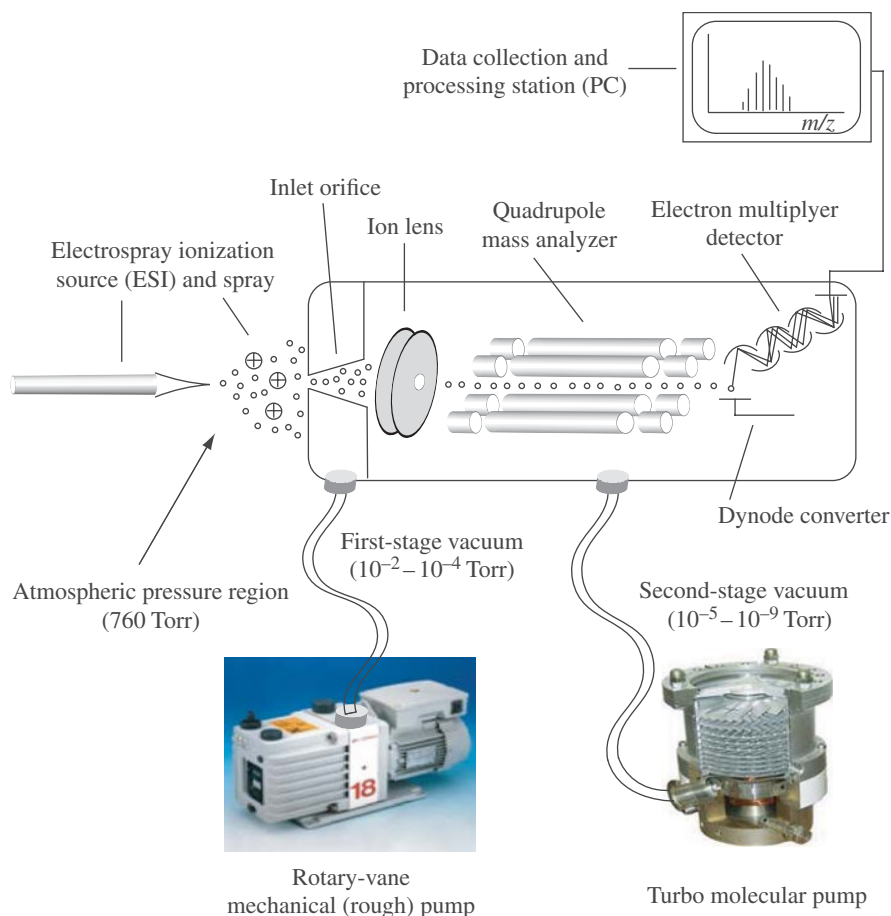 Data collection and
processing station (PC)
m/z
Inlet orifice
Ion lens
Quadrupole
mass analyzer
Electron multiplyer
detector
Electrospray ionization
source (ESI) and spray
Dynode converter
First-stage vacuum
(10⁻² – 10⁻⁴ Torr)
Atmospheric pressure region
(760 Torr)
Second-stage vacuum
(10⁻⁵ – 10⁻⁹ Torr)
18
Rotary-vane
mechanical (rough) pump
Turbo molecular pump